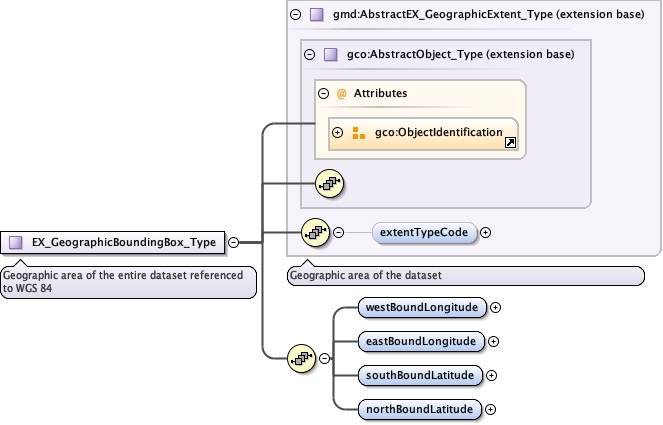 gmd:AbstractEX_GeographicExtent_Type (extension base)
gco:AbstractObject_Type (extension base)
@ Attributes
gco:ObjectIdentification
EX_GeographicBoundingBox_Type
extentTypeCode
Geographic area of the entire dataset referenced
to WGS 84
Geographic area of the dataset
westBoundLongitude
eastBoundLongitude
southBoundLatitude
northBoundLatitude